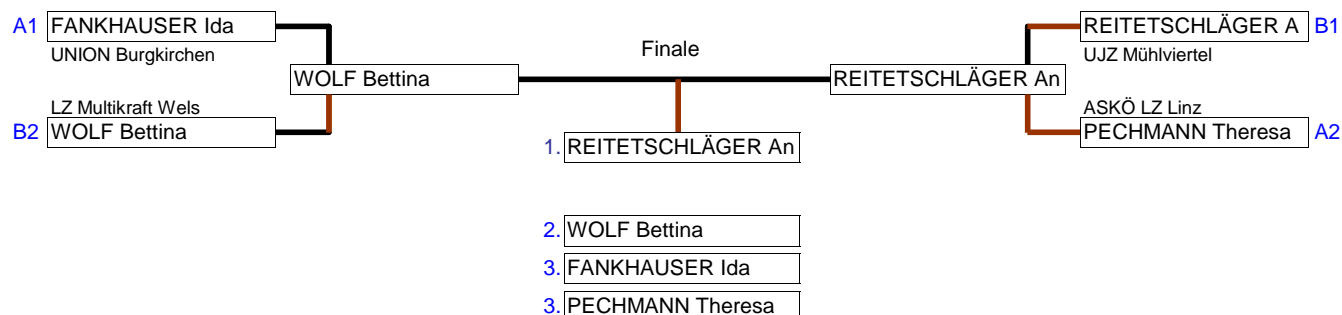 A1 FANKHAUSER Ida
UNION Burgkirchen
LZ Multikraft Wels
B2 WOLF Bettina
WOLF Bettina
Finale
REITETSCHLÄGER An
REITETSCHLÄGER A B1
UJZ Mühlviertel
ASKÖ LZ Linz
PECHMANN Theresa A2
1. REITETSCHLÄGER An
2. WOLF Bettina
3. FANKHAUSER Ida
3. PECHMANN Theresa